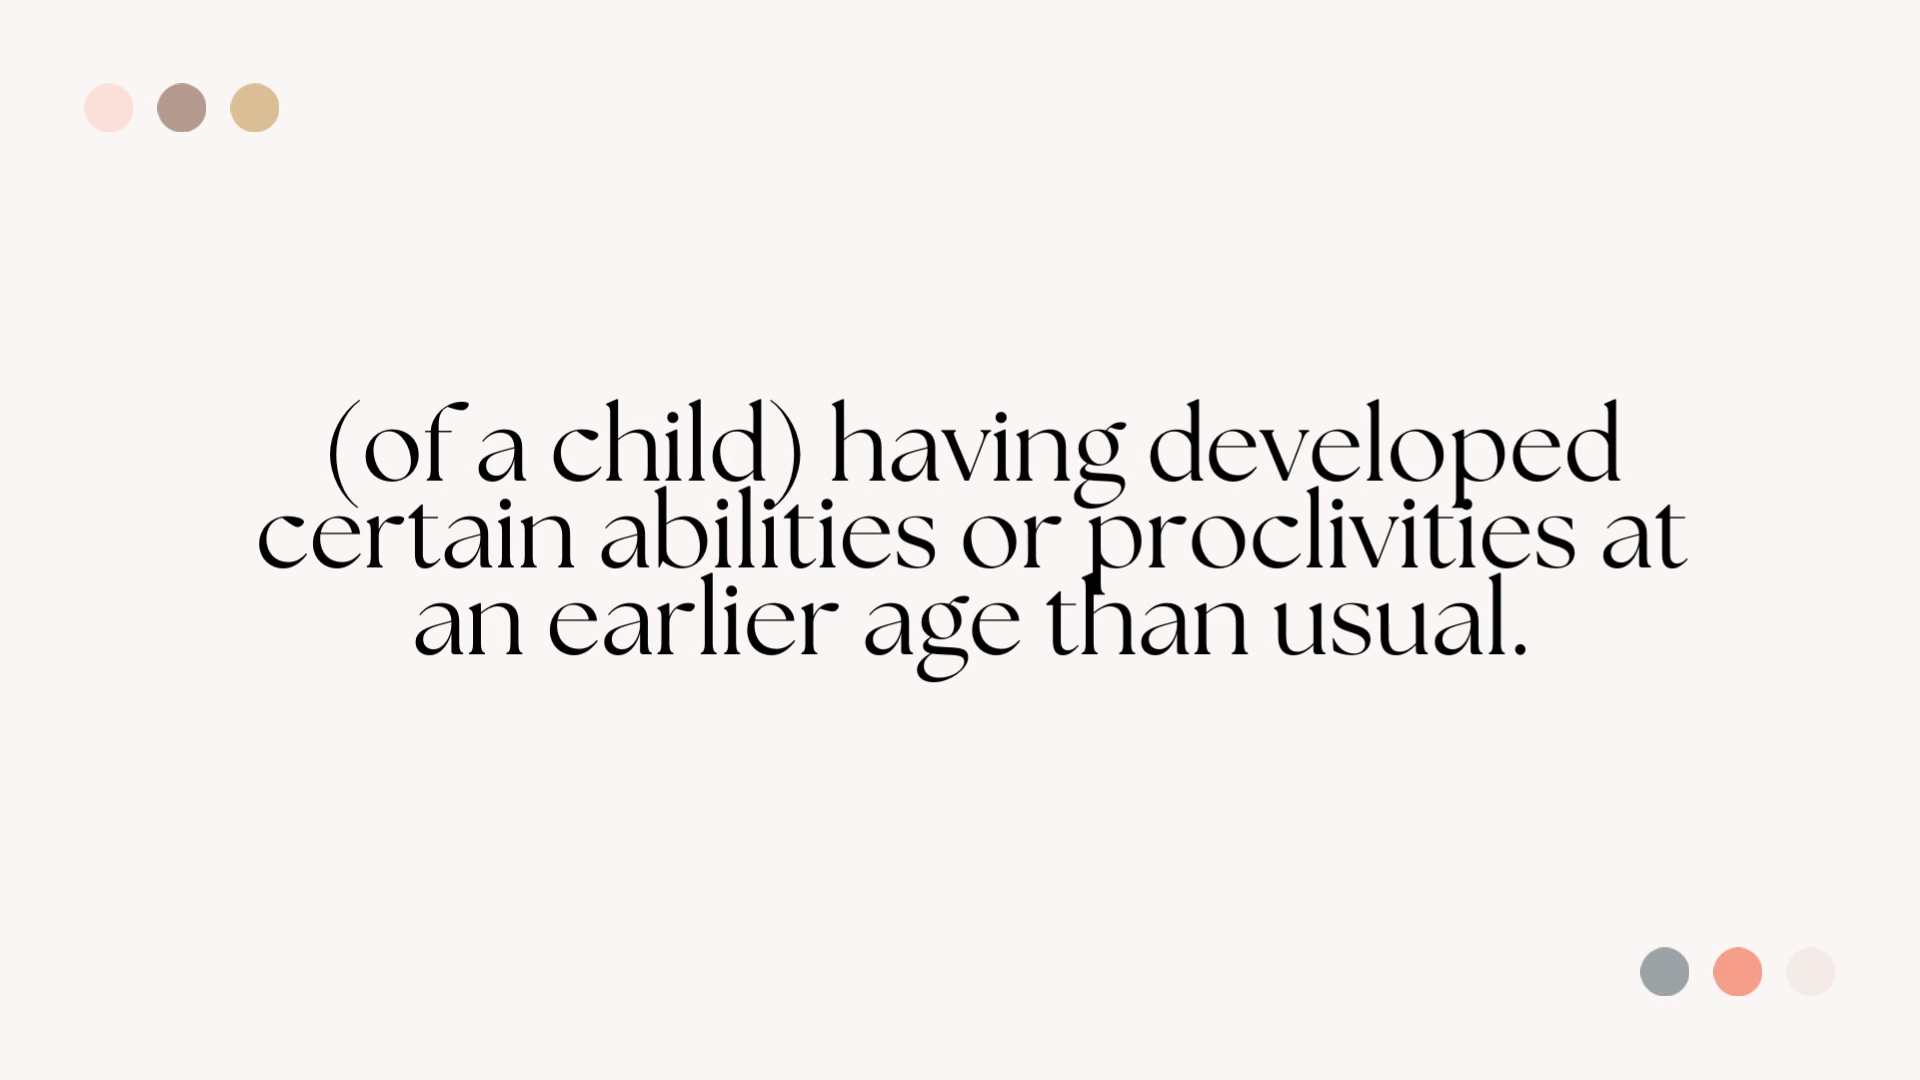 (of a child) having developed
certain abilities or proclivities at
an earlier age than usual.